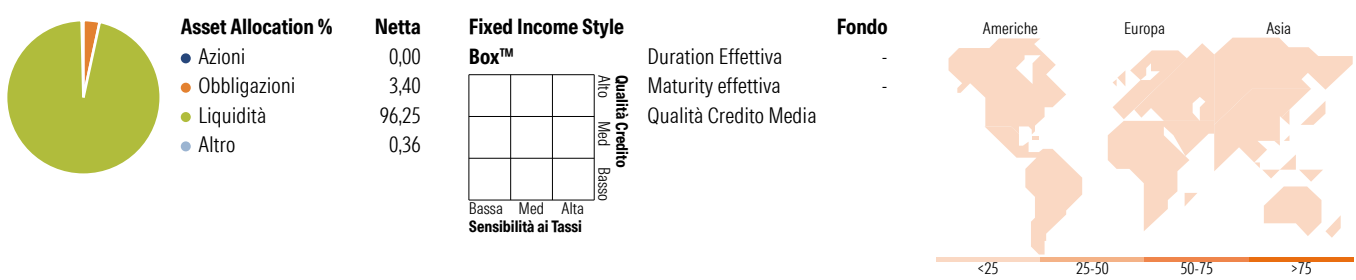 Asset Allocation % Netta
Azioni 0,00
Obbligazioni 3,40
Liquidità 96,25
Altro 0,36
Fixed Income Style Box™
Fondo
Duration Effettiva -
Maturity effettiva -
Qualità Credito Media
Alto Med Basso
Qualità Credito
Bassa Med Alta
Sensibilità ai Tassi
Americhe Europa Asia
<25 25-50 50-75 >75